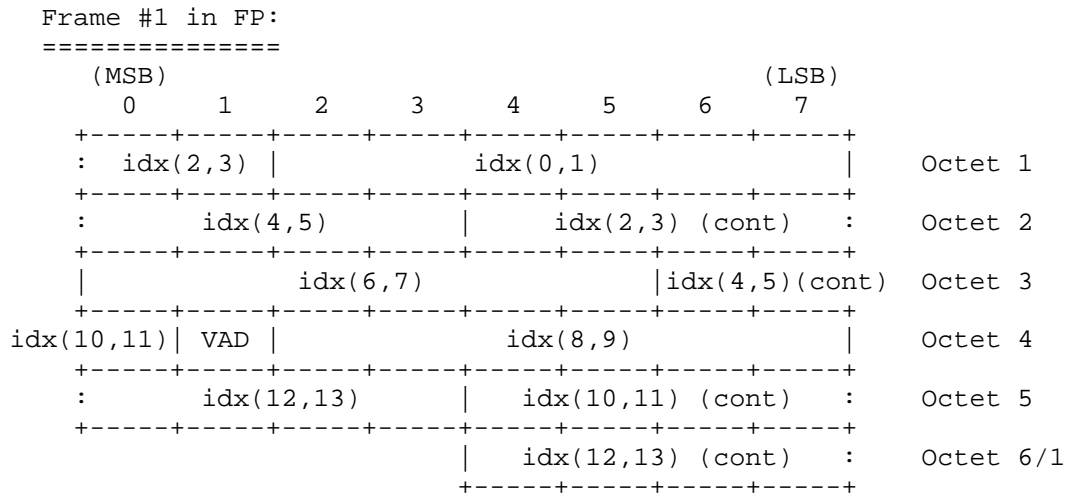 Frame #1 in FP:
===============
(MSB) (LSB)
0 1 2 3 4 5 6 7
+-----+-----+-----+-----+-----+-----+-----+-----+
: idx(2,3) | idx(0,1) | Octet 1
+-----+-----+-----+-----+-----+-----+-----+-----+
: idx(4,5) | idx(2,3) (cont) : Octet 2
+-----+-----+-----+-----+-----+-----+-----+-----+
| idx(6,7) |idx(4,5)(cont) Octet 3
+-----+-----+-----+-----+-----+-----+-----+-----+
idx(10,11)| VAD | idx(8,9) | Octet 4
+-----+-----+-----+-----+-----+-----+-----+-----+
: idx(12,13) | idx(10,11) (cont) : Octet 5
+-----+-----+-----+-----+-----+-----+-----+-----+
| idx(12,13) (cont) : Octet 6/1
+-----+-----+-----+-----+